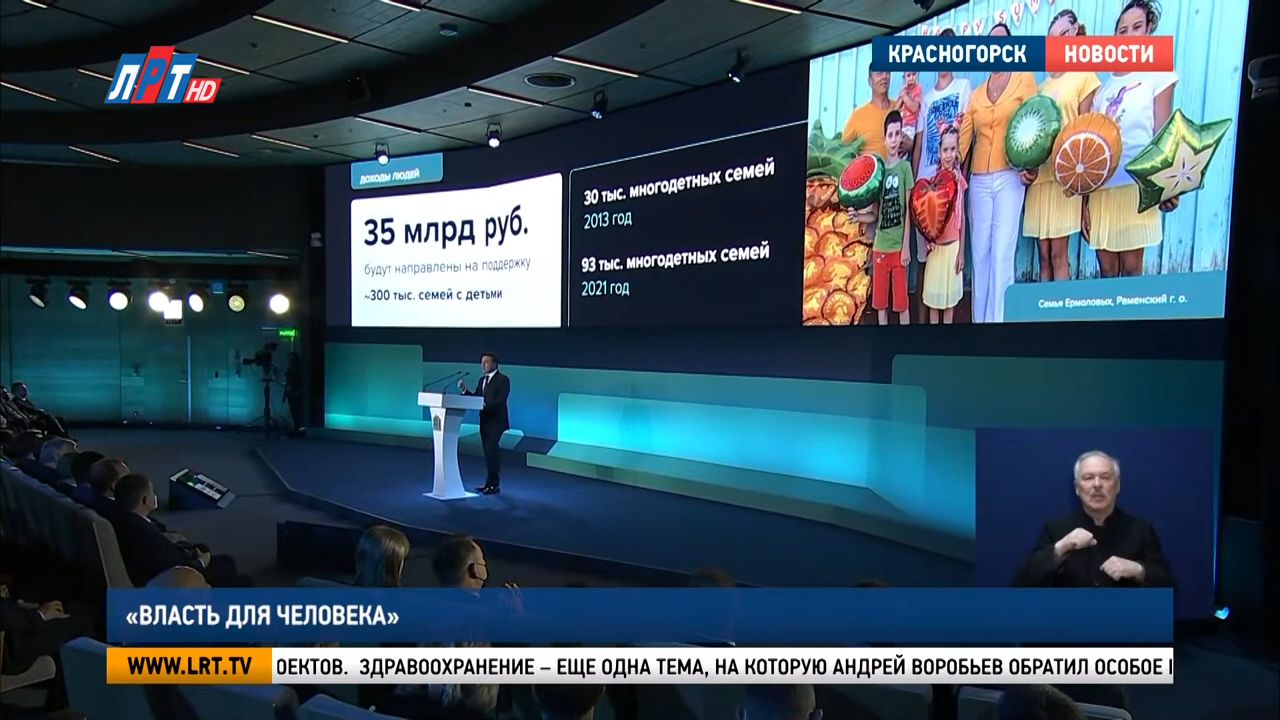 ЛРТ HD
КРАСНОГОРСК НОВОСТИ
HAPPY
ДОХОДЫ ЛЮДЕЙ
35 млрд руб.
будут направлены на поддержку
~300 тыс. семей с детьми
30 тыс. многодетных семей
2013 год
93 тыс. многодетных семей
2021 год
Семья Ермоловых, Раменский г. о.
«ВЛАСТЬ ДЛЯ ЧЕЛОВЕКА»
WWW.LRT.TV ОЕКТОВ. ЗДРАВООХРАНЕНИЕ – ЕЩЕ ОДНА ТЕМА, НА КОТОРУЮ АНДРЕЙ ВОРОБЬЕВ ОБРАТИЛ ОСОБОЕ